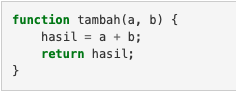 function tambah(a, b) {
    hasil = a + b;
    return hasil;
}